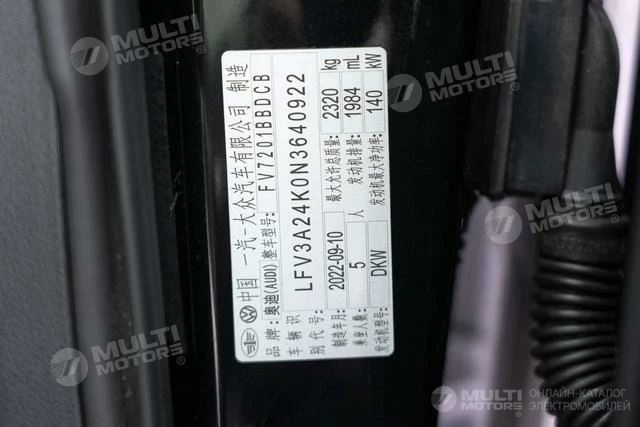 中国 一汽-大众汽车有限公司 制造
品牌:奥迪(AUDI) 整车型号: FV7201BBDCB
车辆识别代号: LFV3A24K0N3640922
制造年月: 2022-09-10 最大允许总质量: 2320 kg
乘坐人数: 5 人 发动机排量: 1984 mL
发动机型号: DKW 发动机最大净功率: 140 kW
MULTI MOTORS
MULTI MOTORS
MULTI MOTORS
MULTI MOTORS
MULTI MOTORS
MULTI MOTORS ОНЛАЙН-КАТАЛОГ ЭЛЕКТРОМОБИЛЕЙ